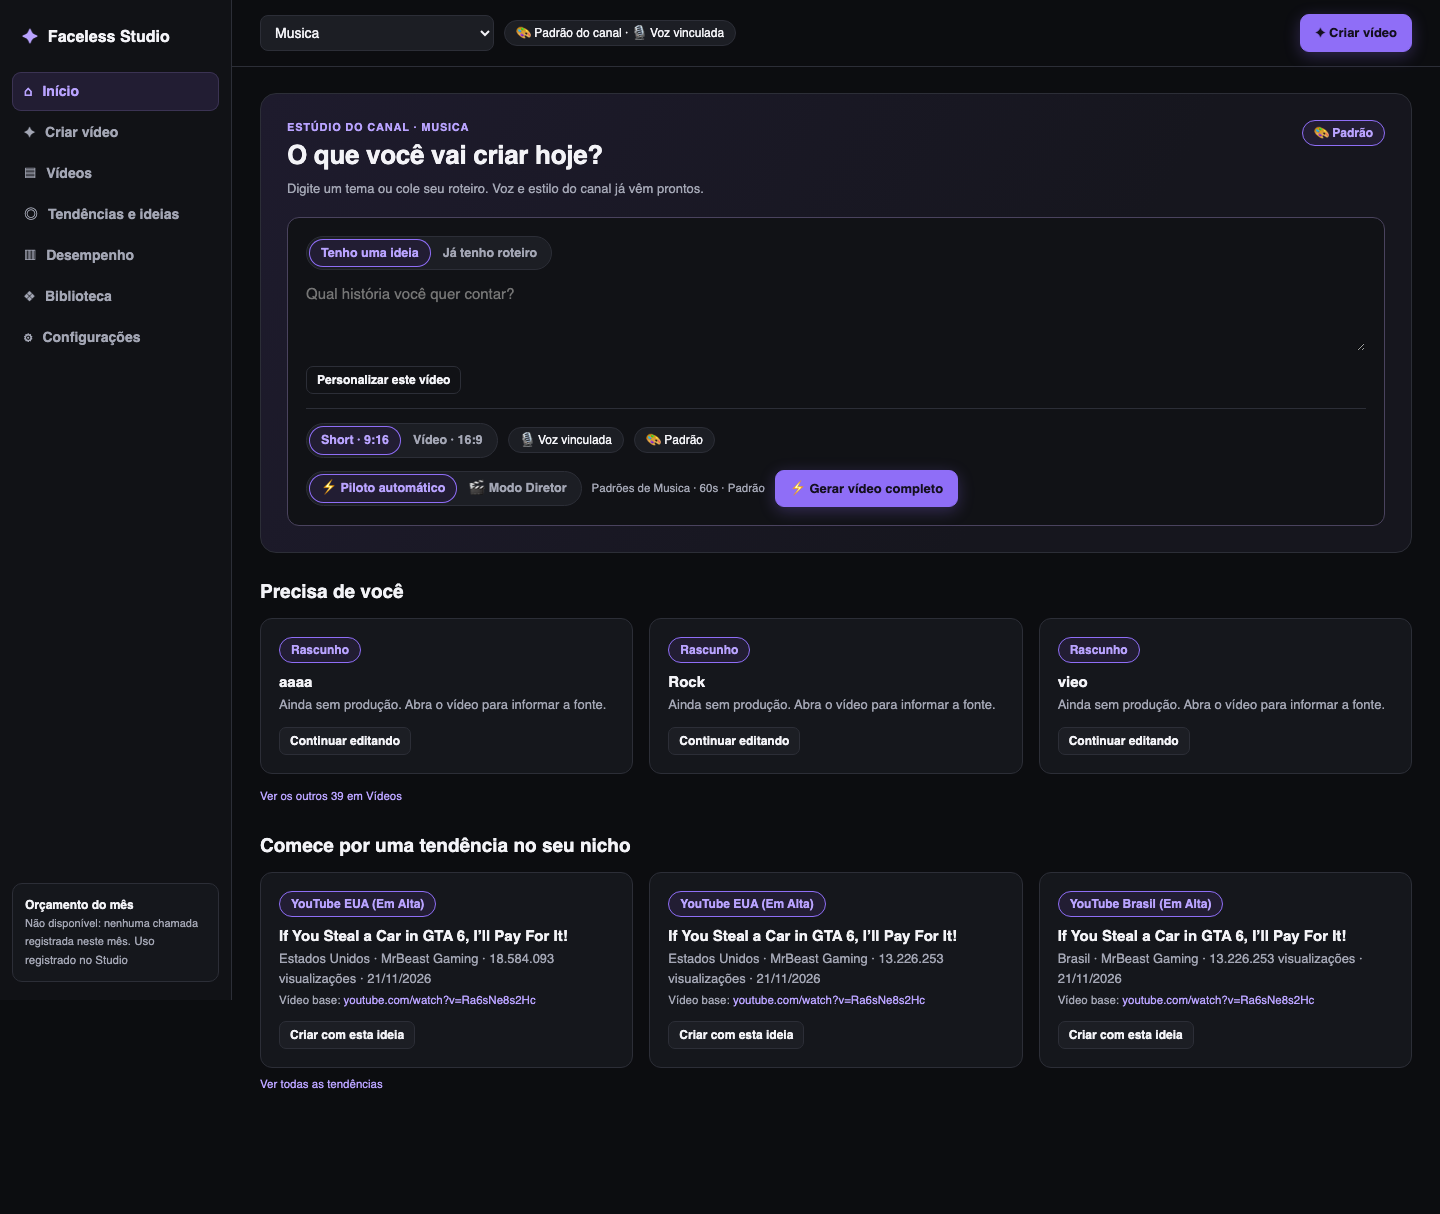 Faceless Studio
Início
Criar vídeo
Vídeos
Tendências e ideias
Desempenho
Biblioteca
Configurações
Orçamento do mês
Não disponível: nenhuma chamada
registrada neste mês. Uso
registrado no Studio
Musica
Padrão do canal · Voz vinculada
Criar vídeo
ESTÚDIO DO CANAL · MUSICA
O que você vai criar hoje?
Padrão
Digite um tema ou cole seu roteiro. Voz e estilo do canal já vêm prontos.
Tenho uma ideia
Já tenho roteiro
Qual história você quer contar?
Personalizar este vídeo
Short · 9:16
Vídeo · 16:9
Voz vinculada
Padrão
Piloto automático
Modo Diretor
Padrões de Musica · 60s · Padrão
Gerar vídeo completo
Precisa de você
Rascunho
aaaa
Ainda sem produção. Abra o vídeo para informar a fonte.
Continuar editando
Rascunho
Rock
Ainda sem produção. Abra o vídeo para informar a fonte.
Continuar editando
Rascunho
vieo
Ainda sem produção. Abra o vídeo para informar a fonte.
Continuar editando
Ver os outros 39 em Vídeos
Comece por uma tendência no seu nicho
YouTube EUA (Em Alta)
If You Steal a Car in GTA 6, I’ll Pay For It!
Estados Unidos · MrBeast Gaming · 18.584.093
visualizações · 21/11/2026
Vídeo base: youtube.com/watch?v=Ra6sNe8s2Hc
Criar com esta ideia
YouTube EUA (Em Alta)
If You Steal a Car in GTA 6, I’ll Pay For It!
Estados Unidos · MrBeast Gaming · 13.226.253
visualizações · 21/11/2026
Vídeo base: youtube.com/watch?v=Ra6sNe8s2Hc
Criar com esta ideia
YouTube Brasil (Em Alta)
If You Steal a Car in GTA 6, I’ll Pay For It!
Brasil · MrBeast Gaming · 13.226.253 visualizações ·
21/11/2026
Vídeo base: youtube.com/watch?v=Ra6sNe8s2Hc
Criar com esta ideia
Ver todas as tendências